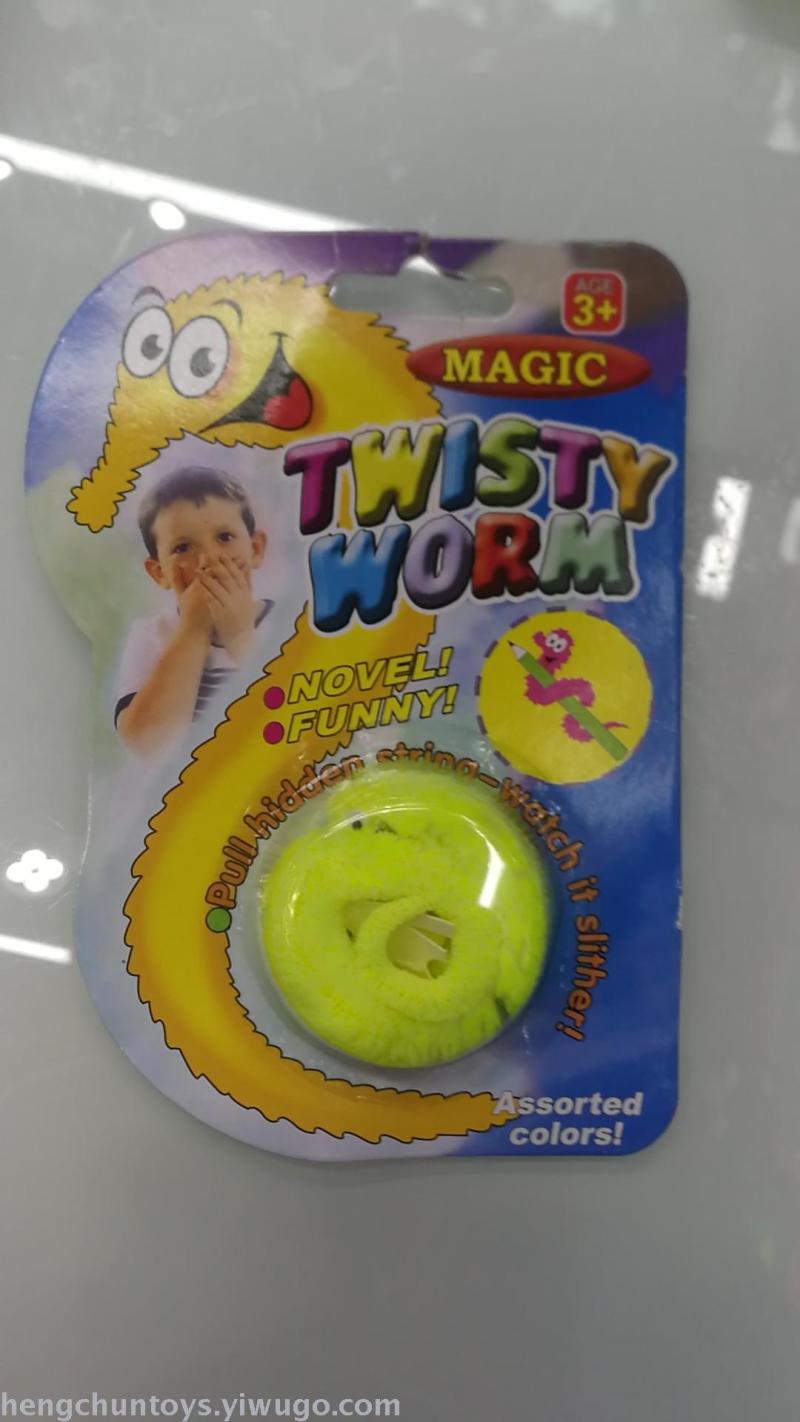 AGE
3+
MAGIC
TWISTY
WORM
NOVEL!
FUNNY!
Pull hidden string-watch it slither!
Assorted
colors!
hengchuntoys.yiwugo.com